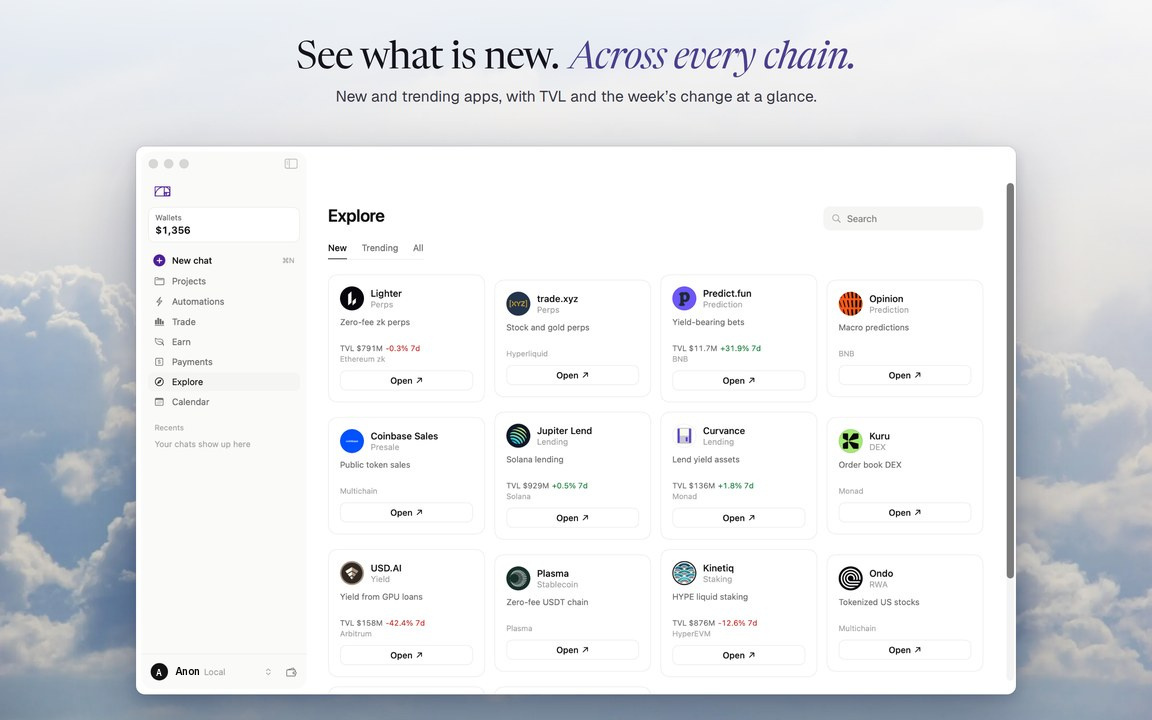 See what is new. Across every chain.
New and trending apps, with TVL and the week's change at a glance.
Wallets
$1,356
New chat ⌘N
Projects
Automations
Trade
Earn
Payments
Explore
Calendar
Recents
Your chats show up here
A Anon Local
Explore
Search
New Trending All
Lighter
Perps
Zero-fee zk perps
TVL $791M -0.3% 7d
Ethereum zk
Open ↗
[XYZ]
trade.xyz
Perps
Stock and gold perps
Hyperliquid
Open ↗
Predict.fun
Prediction
Yield-bearing bets
TVL $11.7M +31.9% 7d
BNB
Open ↗
Opinion
Prediction
Macro predictions
BNB
Open ↗
Coinbase Sales
Presale
Public token sales
Multichain
Open ↗
Jupiter Lend
Lending
Solana lending
TVL $929M +0.5% 7d
Solana
Open ↗
Curvance
Lending
Lend yield assets
TVL $136M +1.8% 7d
Monad
Open ↗
Kuru
DEX
Order book DEX
Monad
Open ↗
USD.AI
Yield
Yield from GPU loans
TVL $158M -42.4% 7d
Arbitrum
Open ↗
Plasma
Stablecoin
Zero-fee USDT chain
Plasma
Open ↗
Kinetiq
Staking
HYPE liquid staking
TVL $876M -12.6% 7d
HyperEVM
Open ↗
Ondo
RWA
Tokenized US stocks
Multichain
Open ↗